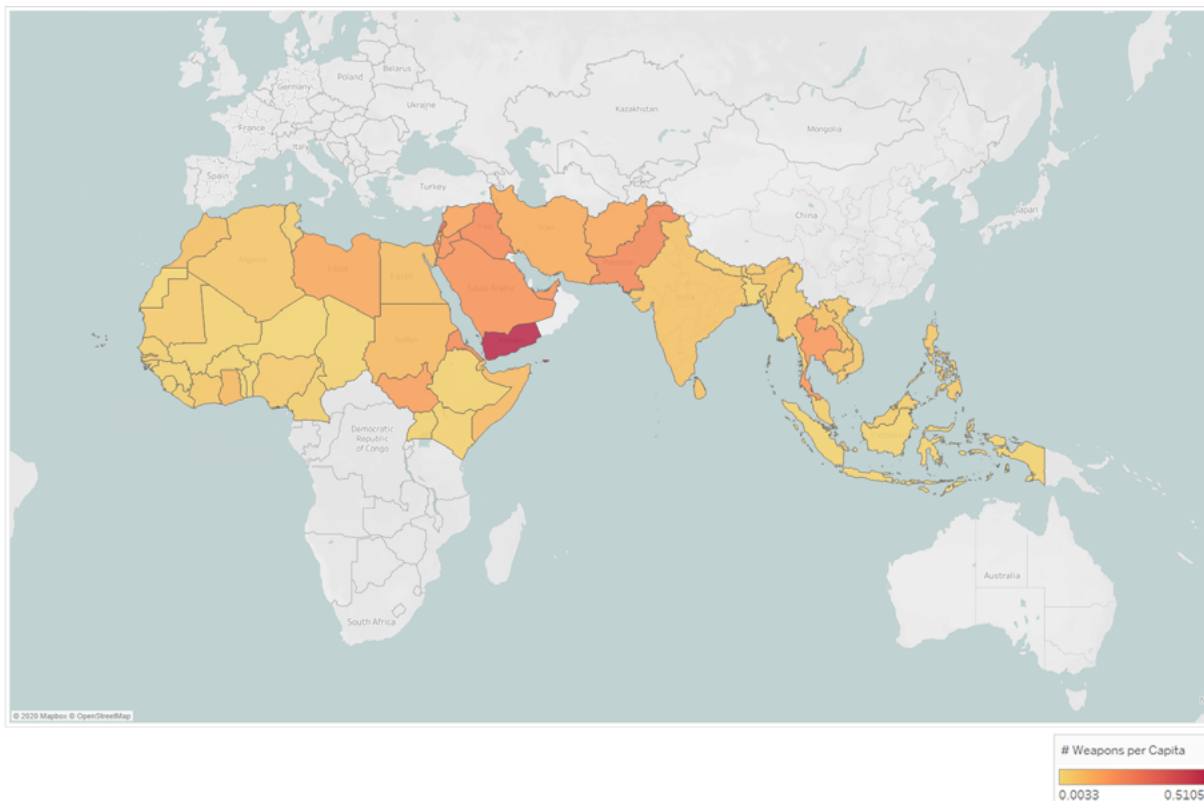 Belarus
Poland
Germany
Ukraine
France
Italy
Spain
Turkey
Kazakhstan
Mongolia
China
Japan
Algeria
Libya
Egypt
Sudan
Iraq
Iran
Saudi Arabia
India
Democratic
Republic
of Congo
Australia
South Africa
© 2020 Mapbox © OpenStreetMap
# Weapons per Capita
0.0033
0.5105